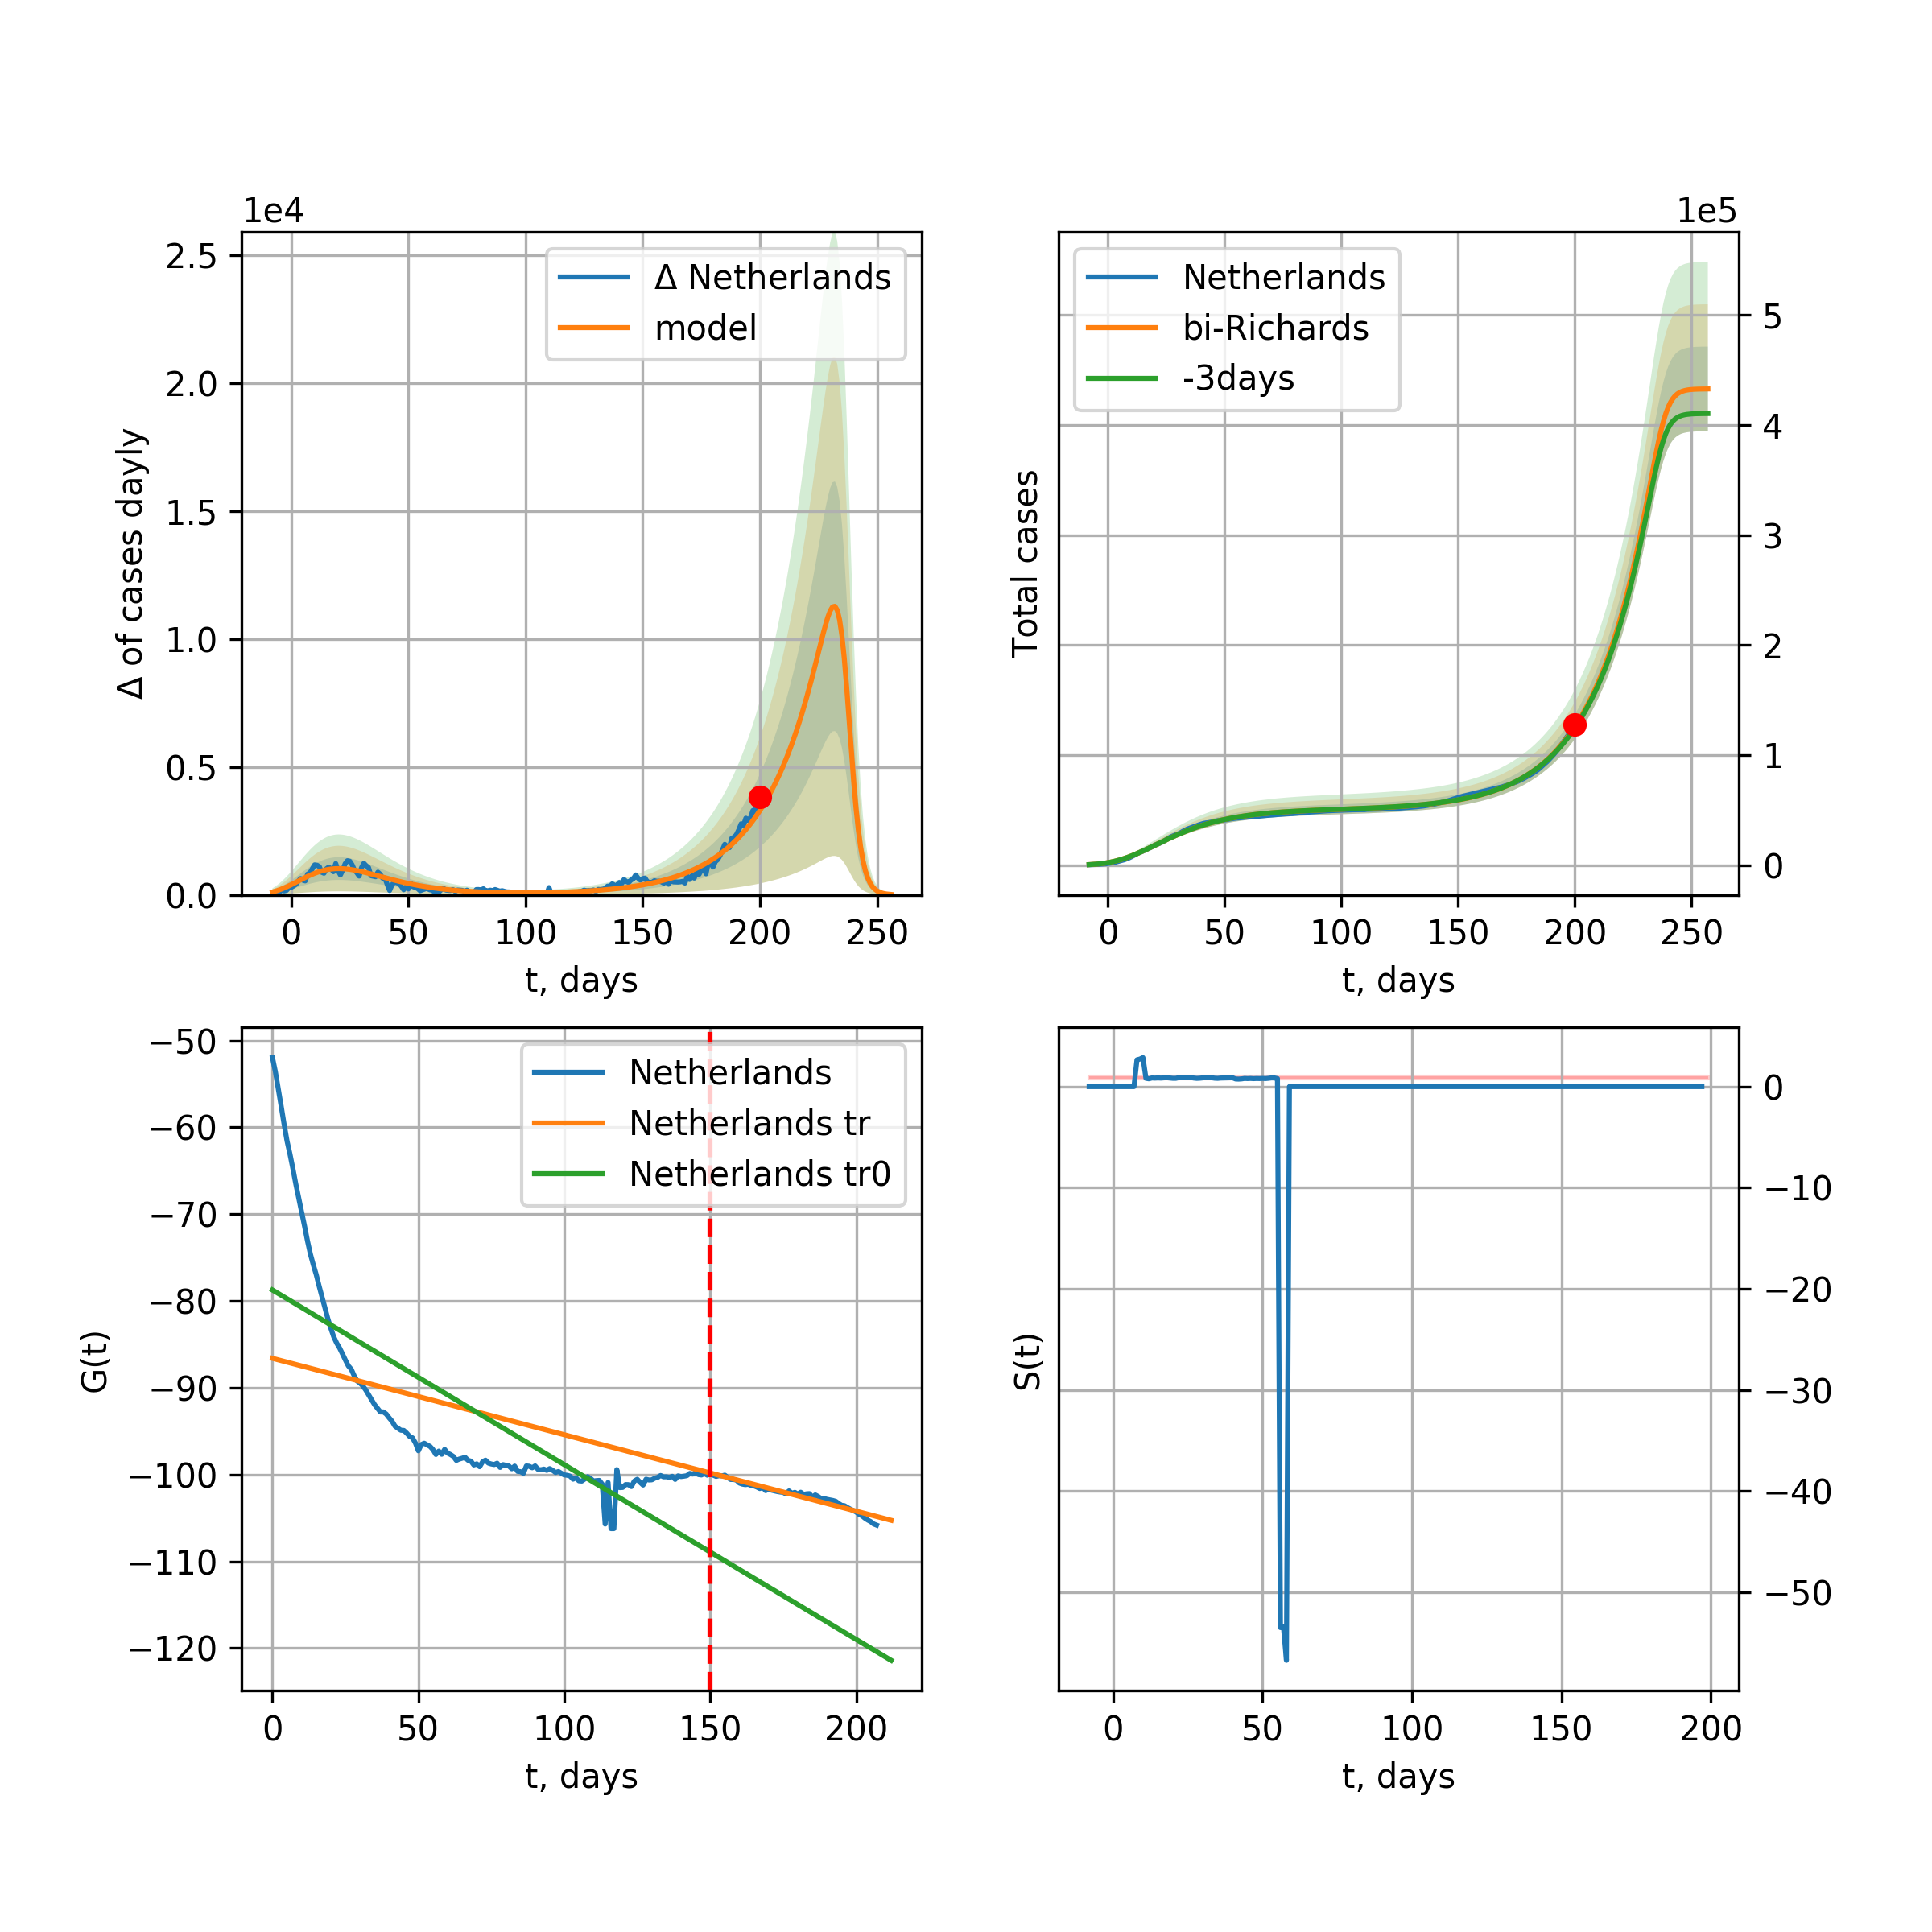 1e4
2.5
2.0
1.5
1.0
0.5
0.0
Δ of cases dayly
Δ Netherlands
model
0 50 100 150 200 250
t, days
1e5
Total cases
Netherlands
bi-Richards
-3days
5
4
3
2
1
0
0 50 100 150 200 250
t, days
−50
−60
−70
−80
−90
−100
−110
−120
G(t)
Netherlands
Netherlands tr
Netherlands tr0
0 50 100 150 200
t, days
S(t)
0
−10
−20
−30
−40
−50
0 50 100 150 200
t, days